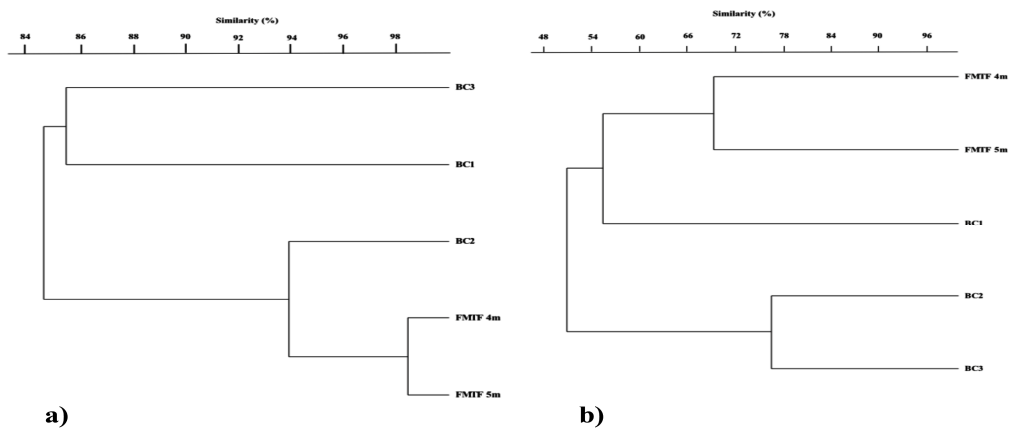 Similarity (%)
84 86 88 90 92 94 96 98
BC3
BC1
BC2
FMTF 4m
FMTF 5m
a)
Similarity (%)
48 54 60 66 72 78 84 90 96
FMTF 4m
FMTF 5m
BC1
BC2
BC3
b)